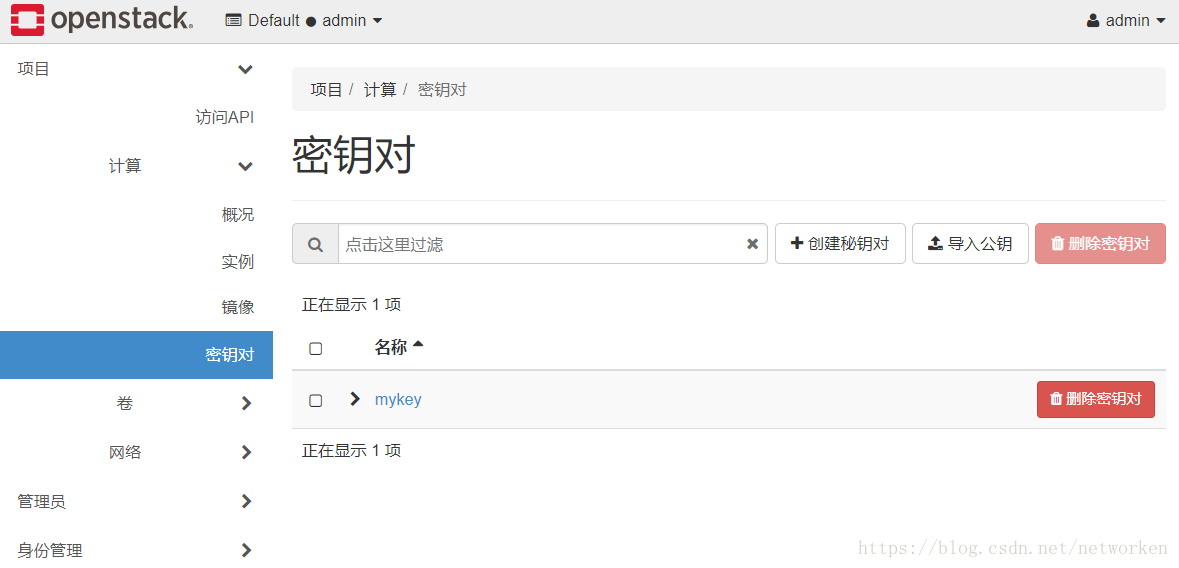 openstack. Default ● admin admin
项目
访问API
计算
概况
实例
镜像
密钥对
卷
网络
管理员
身份管理
项目 / 计算 / 密钥对
密钥对
点击这里过滤 创建秘钥对 导入公钥 删除密钥对
正在显示 1 项
名称
mykey 删除密钥对
正在显示 1 项
https://blog.csdn.net/networken